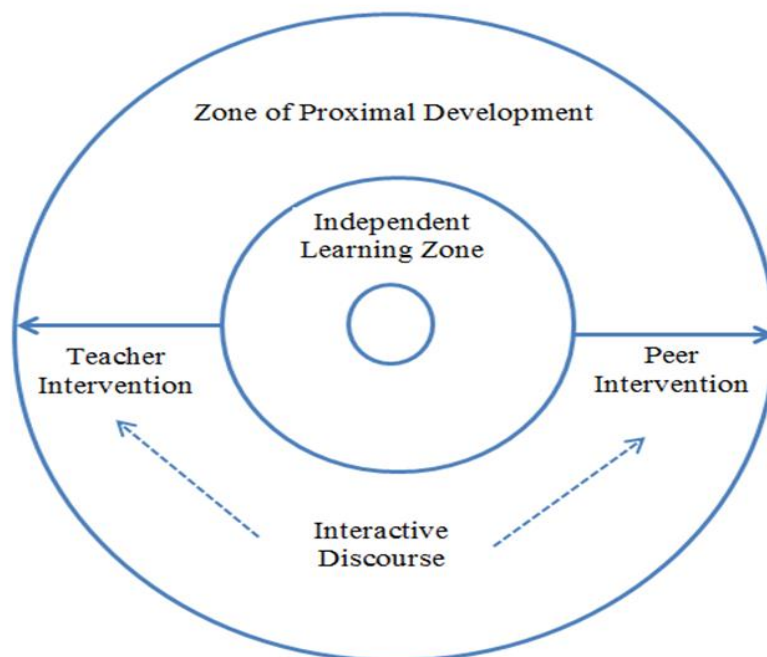 Zone of Proximal Development
Independent
Learning Zone
Teacher
Intervention
Peer
Intervention
Interactive
Discourse